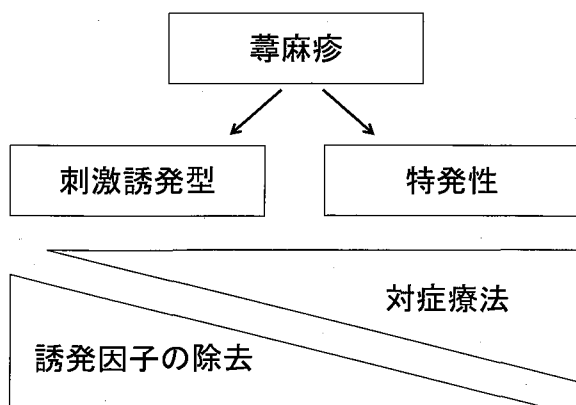 蕁麻疹
刺激誘発型
特発性
対症療法
誘発因子の除去